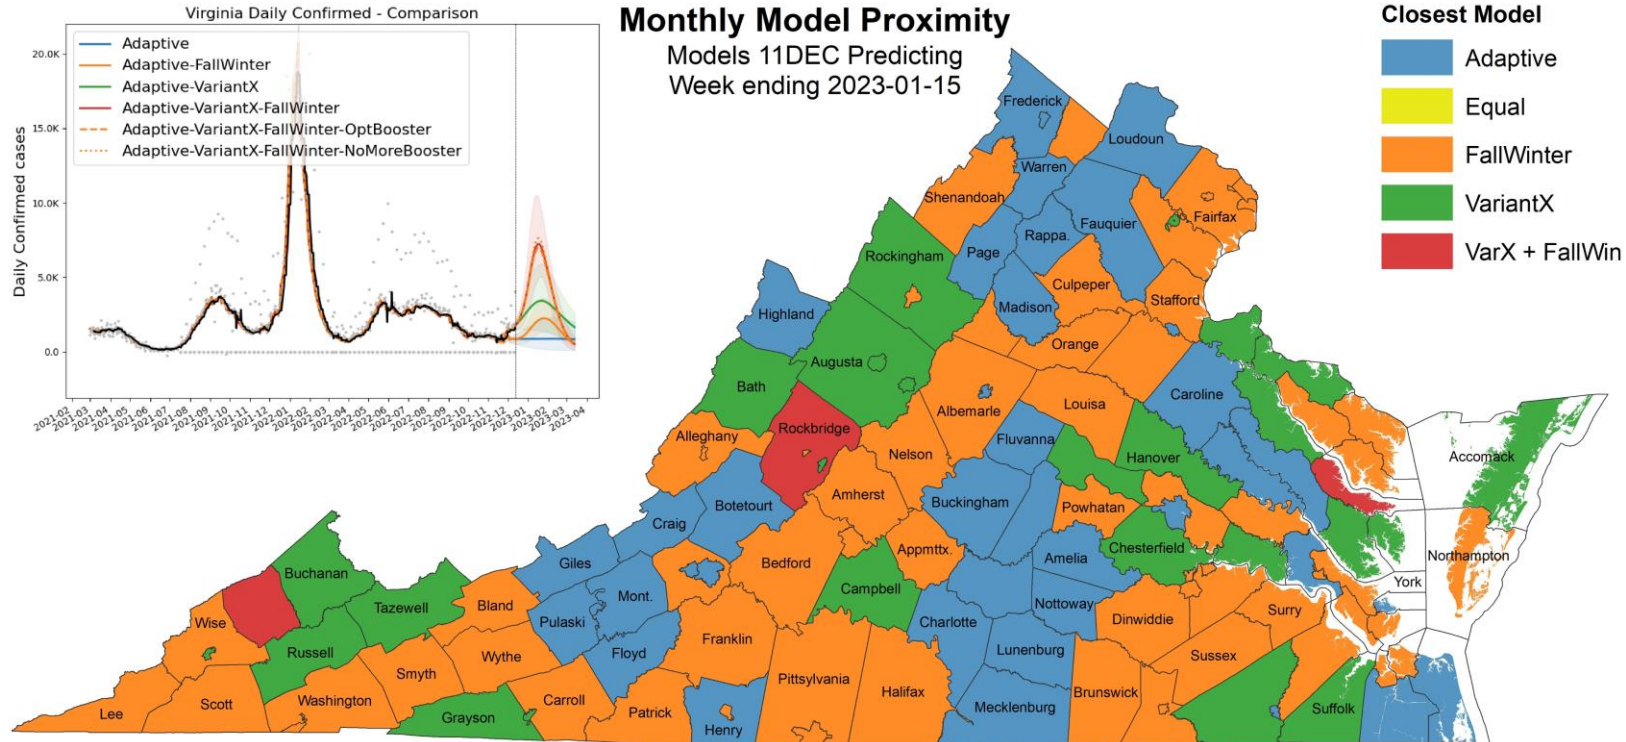 Virginia Daily Confirmed - Comparison
Adaptive
Adaptive-FallWinter
Adaptive-VariantX
Adaptive-VariantX-FallWinter
Adaptive-VariantX-FallWinter-OptBooster
Adaptive-VariantX-FallWinter-NoMoreBooster
Daily Confirmed cases
20.0K
15.0K
10.0K
5.0K
0.0
2021-02
2021-03
2021-04
2021-05
2021-06
2021-07
2021-08
2021-09
2021-10
2021-11
2021-12
2022-01
2022-02
2022-03
2022-04
2022-05
2022-06
2022-07
2022-08
2022-09
2022-10
2022-11
2022-12
2023-01
2023-02
2023-03
2023-04
Monthly Model Proximity
Models 11DEC Predicting
Week ending 2023-01-15
Closest Model
Adaptive
Equal
FallWinter
VariantX
VarX + FallWin
Frederick
Loudoun
Warren
Shenandoah
Fauquier
Fairfax
Rappa.
Page
Rockingham
Culpeper
Stafford
Madison
Highland
Orange
Augusta
Bath
Caroline
Louisa
Albemarle
Rockbridge
Alleghany
Fluvanna
Nelson
Hanover
Accomack
Amherst
Buckingham
Botetourt
Powhatan
Craig
Appmttx.
Chesterfield
Northampton
Amelia
Bedford
Giles
Buchanan
York
Campbell
Mont.
Nottoway
Tazewell
Bland
Surry
Dinwiddie
Pulaski
Charlotte
Wise
Franklin
Lunenburg
Russell
Floyd
Wythe
Sussex
Smyth
Pittsylvania
Halifax
Brunswick
Washington
Carroll
Scott
Mecklenburg
Suffolk
Patrick
Lee
Grayson
Henry